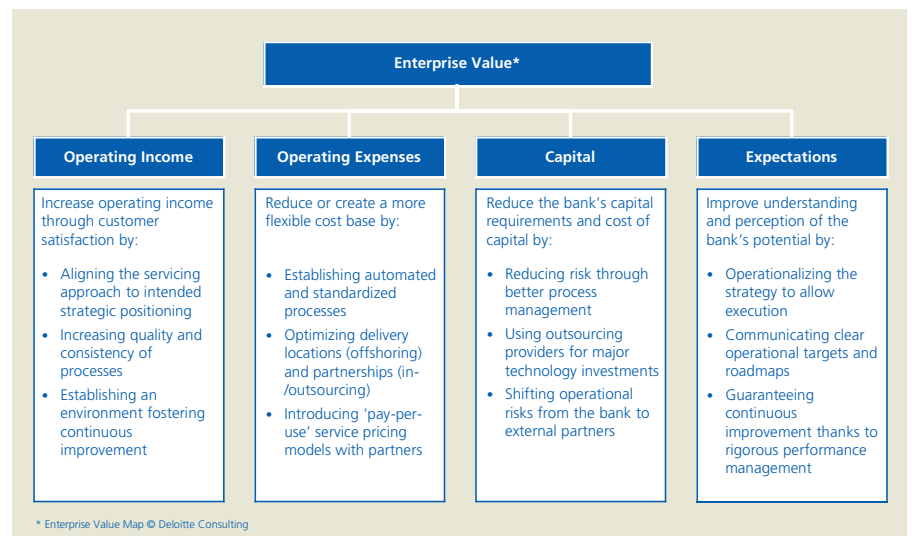 Enterprise Value*
Operating Income
Operating Expenses
Capital
Expectations
Increase operating income
through customer
satisfaction by:
• Aligning the servicing
approach to intended
strategic positioning
• Increasing quality and
consistency of
processes
• Establishing an
environment fostering
continuous
improvement
Reduce or create a more
flexible cost base by:
• Establishing automated
and standardized
processes
• Optimizing delivery
locations (offshoring)
and partnerships (in-
/outsourcing)
• Introducing ‘pay-per-
use’ service pricing
models with partners
Reduce the bank’s capital
requirements and cost of
capital by:
• Reducing risk through
better process
management
• Using outsourcing
providers for major
technology investments
• Shifting operational
risks from the bank to
external partners
Improve understanding
and perception of the
bank’s potential by:
• Operationalizing the
strategy to allow
execution
• Communicating clear
operational targets and
roadmaps
• Guaranteeing
continuous
improvement thanks to
rigorous performance
management
* Enterprise Value Map © Deloitte Consulting